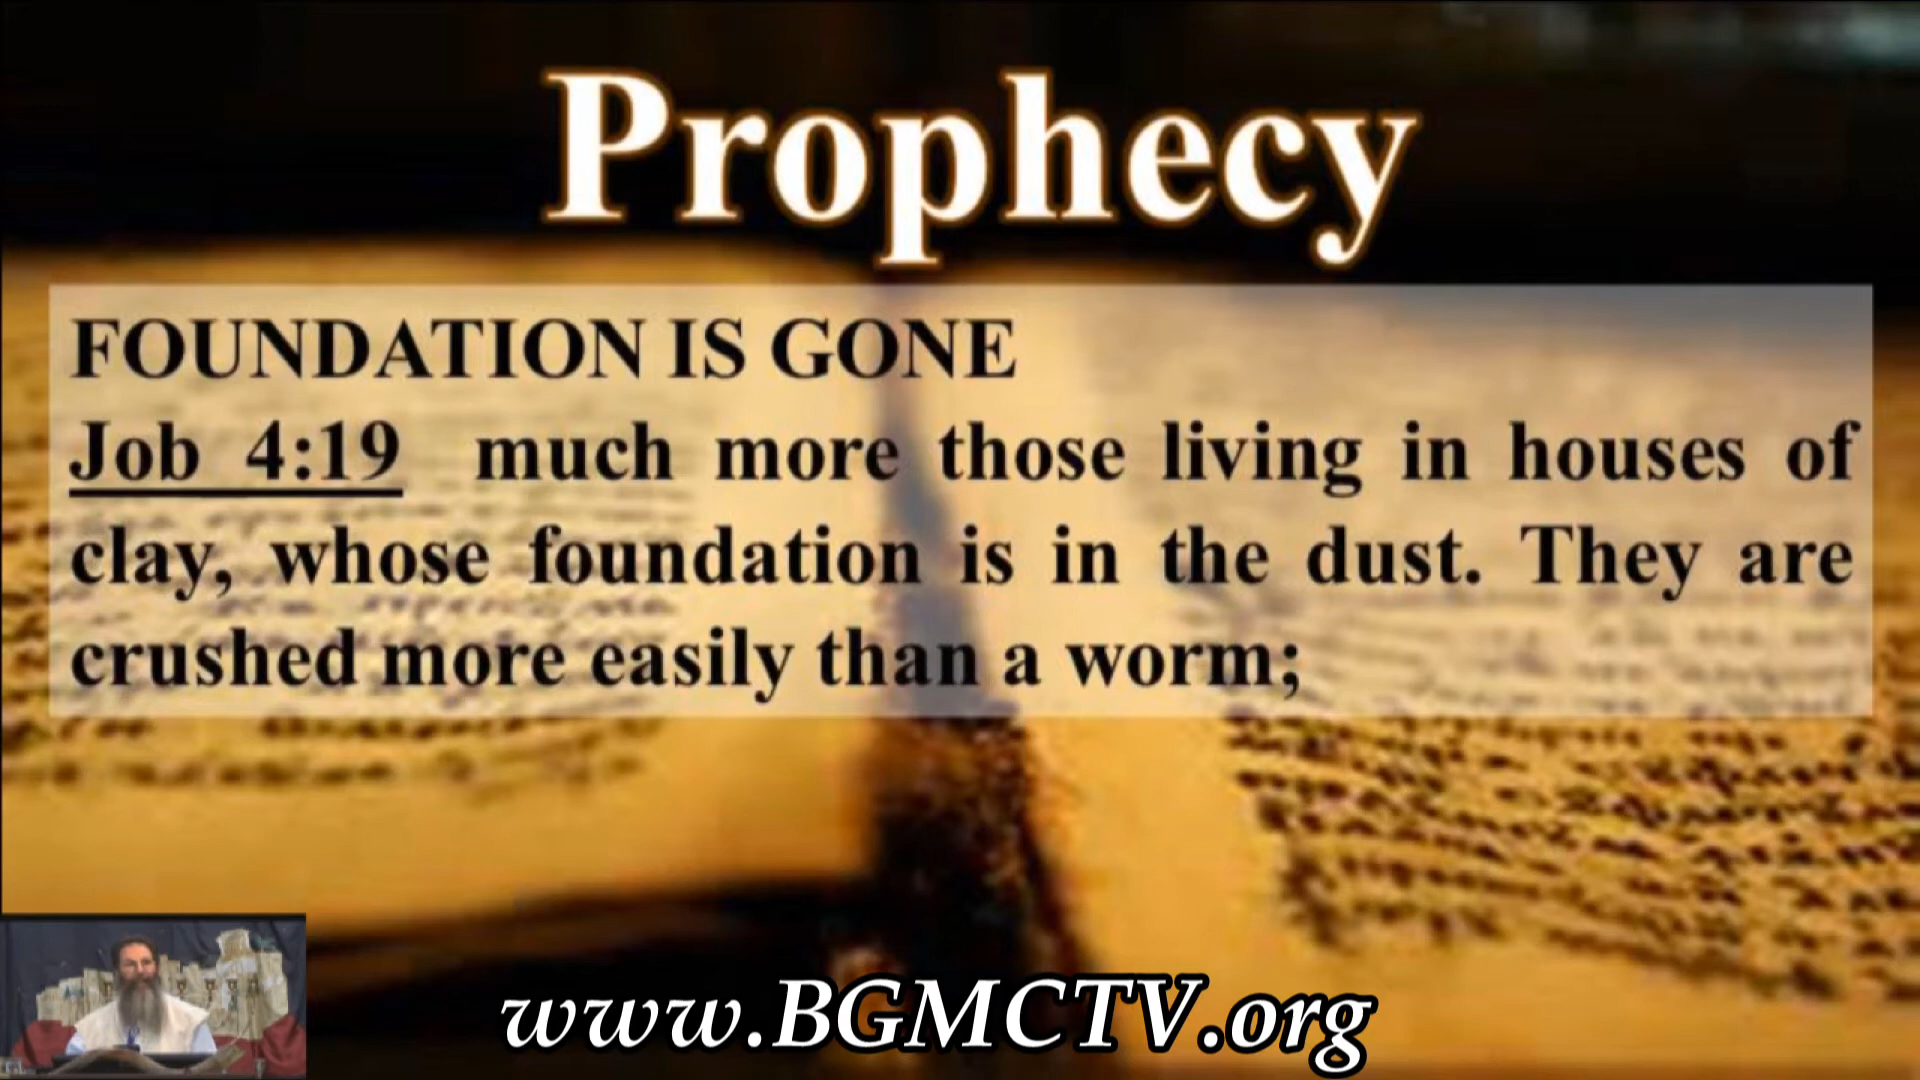 Prophecy
FOUNDATION IS GONE
Job 4:19 much more those living in houses of
clay, whose foundation is in the dust. They are
crushed more easily than a worm;
www.BGMCTV.org